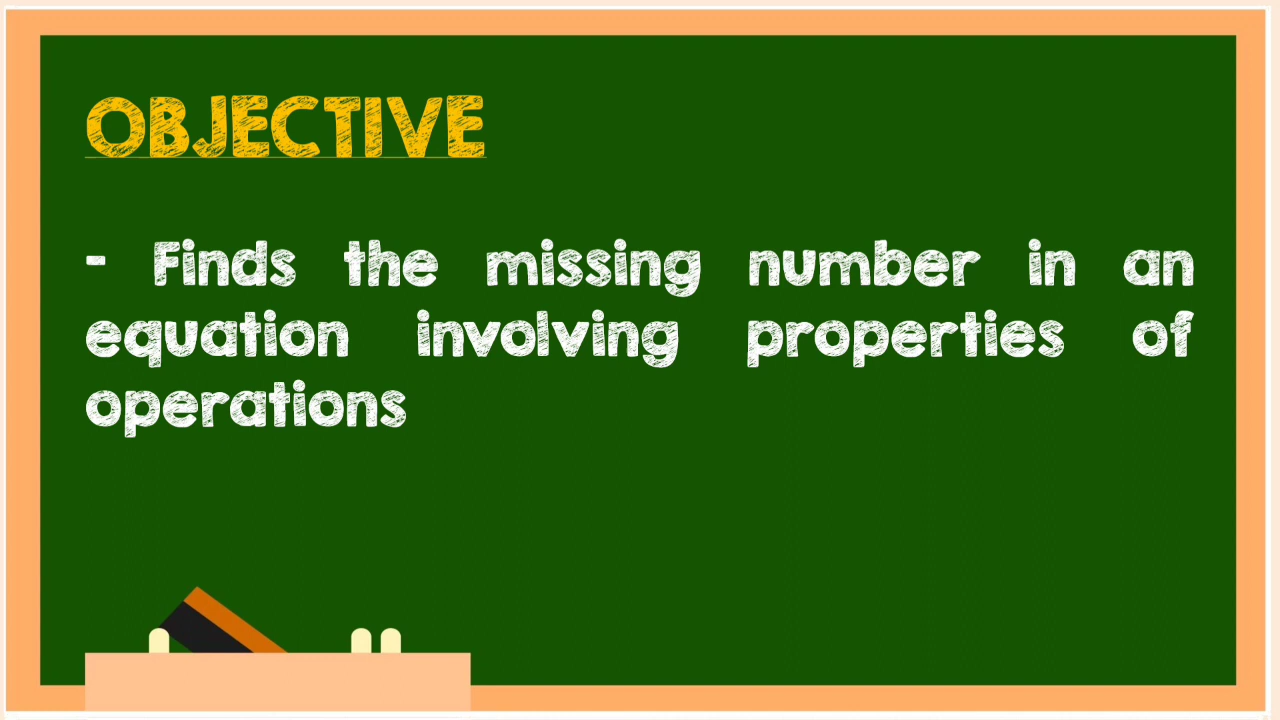 OBJECTIVE
- Finds the missing number in an
equation involving properties of
operations